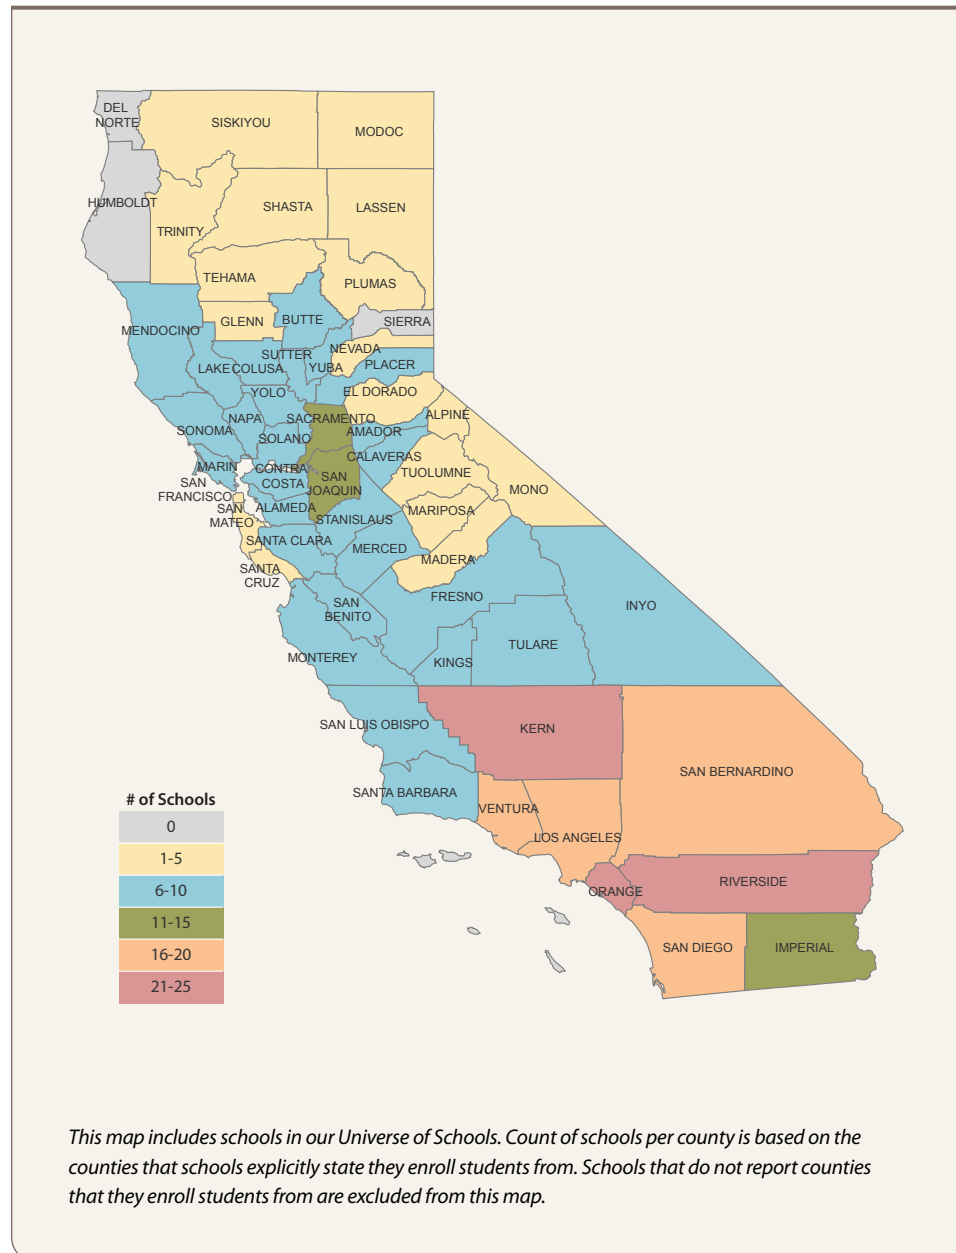 DEL
NORTE
SISKIYOU
MODOC
HUMBOLDT
TRINITY
SHASTA
LASSEN
TEHAMA
PLUMAS
GLENN
BUTTE
SIERRA
MENDOCINO
NEVADA
SUTTER
LAKE
COLUSA
YUBA
PLACER
YOLO
EL DORADO
NAPA
SACRAMENTO
ALPINE
SONOMA
SOLANO
AMADOR
CALAVERAS
MARIN
CONTRA
COSTA
SAN
JOAQUIN
TUOLUMNE
SAN
FRANCISCO
MONO
SAN
MATEO
ALAMEDA
STANISLAUS
MARIPOSA
SANTA CLARA
MERCED
MADERA
SANTA
CRUZ
SAN
BENITO
FRESNO
INYO
MONTEREY
KINGS
TULARE
SAN LUIS OBISPO
KERN
SAN BERNARDINO
SANTA BARBARA
VENTURA
LOS ANGELES
ORANGE
RIVERSIDE
SAN DIEGO
IMPERIAL
# of Schools
0
1-5
6-10
11-15
16-20
21-25
This map includes schools in our Universe of Schools. Count of schools per county is based on the
counties that schools explicitly state they enroll students from. Schools that do not report counties
that they enroll students from are excluded from this map.